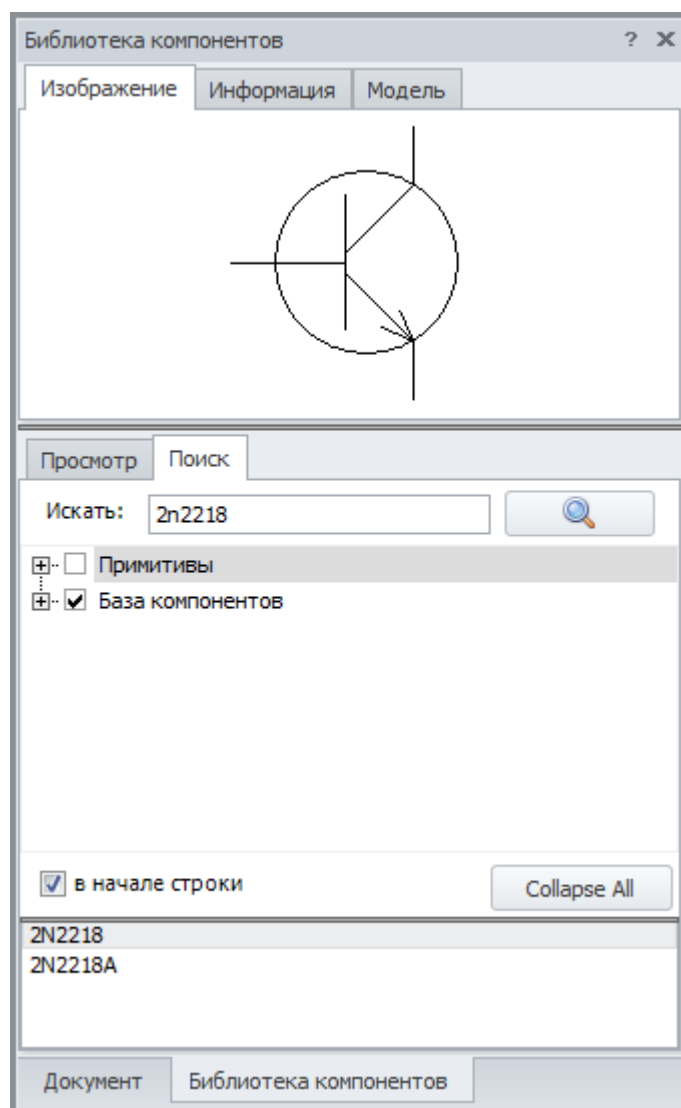 Библиотека компонентов ? X
Изображение Информация Модель
Просмотр Поиск
Искать: 2n2218
Примитивы
База компонентов
в начале строки Collapse All
2N2218
2N2218A
Документ Библиотека компонентов